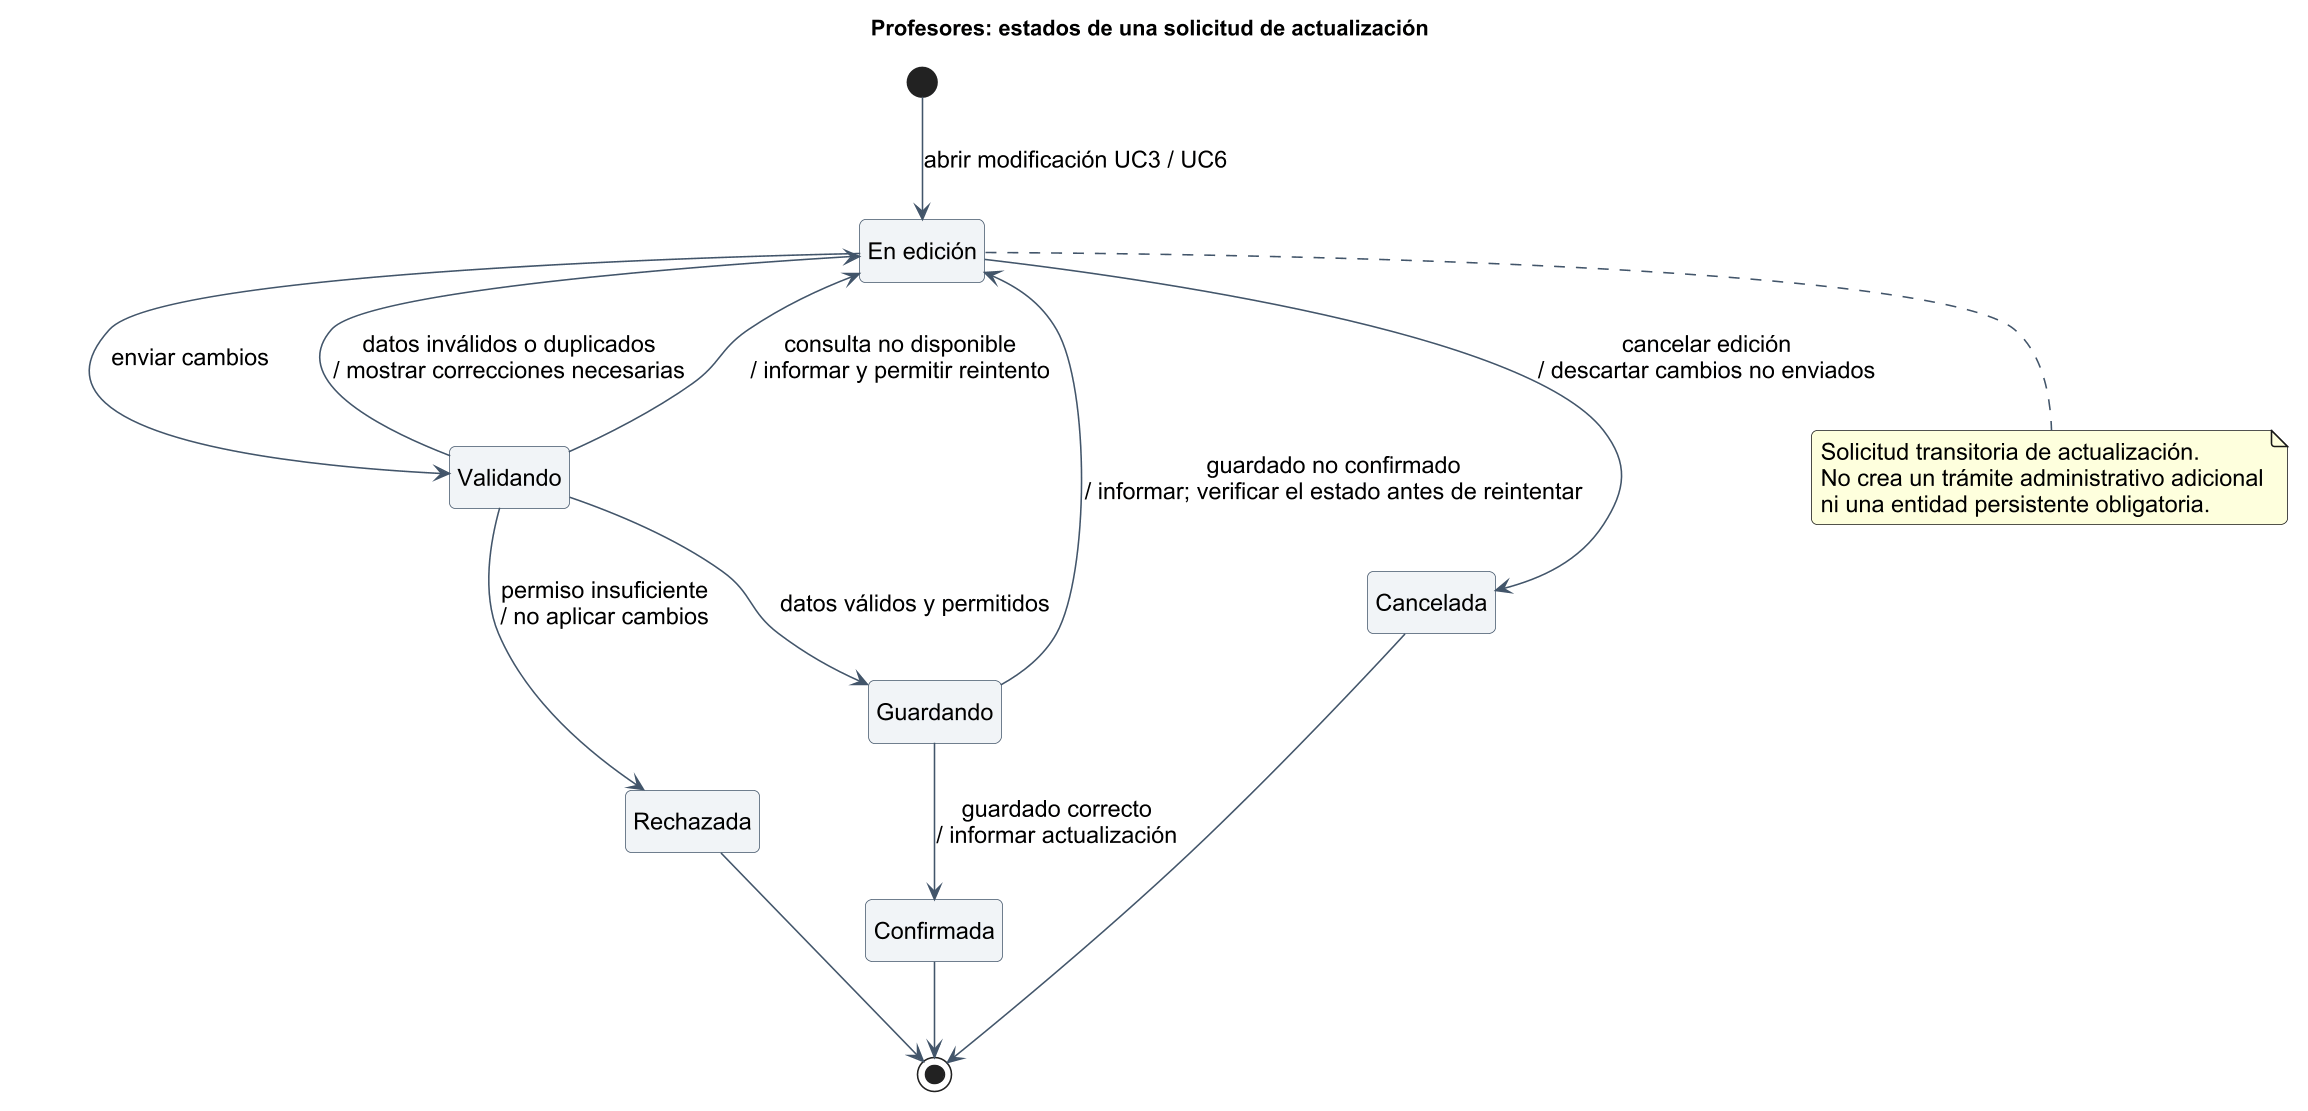 Profesores: estados de una solicitud de actualización
abrir modificación UC3 / UC6
En edición
enviar cambios
datos inválidos o duplicados
/ mostrar correcciones necesarias
consulta no disponible
/ informar y permitir reintento
cancelar edición
/ descartar cambios no enviados
guardado no confirmado
/ informar; verificar el estado antes de reintentar
Solicitud transitoria de actualización.
No crea un trámite administrativo adicional
ni una entidad persistente obligatoria.
Validando
permiso insuficiente
/ no aplicar cambios
datos válidos y permitidos
Cancelada
Guardando
Rechazada
guardado correcto
/ informar actualización
Confirmada